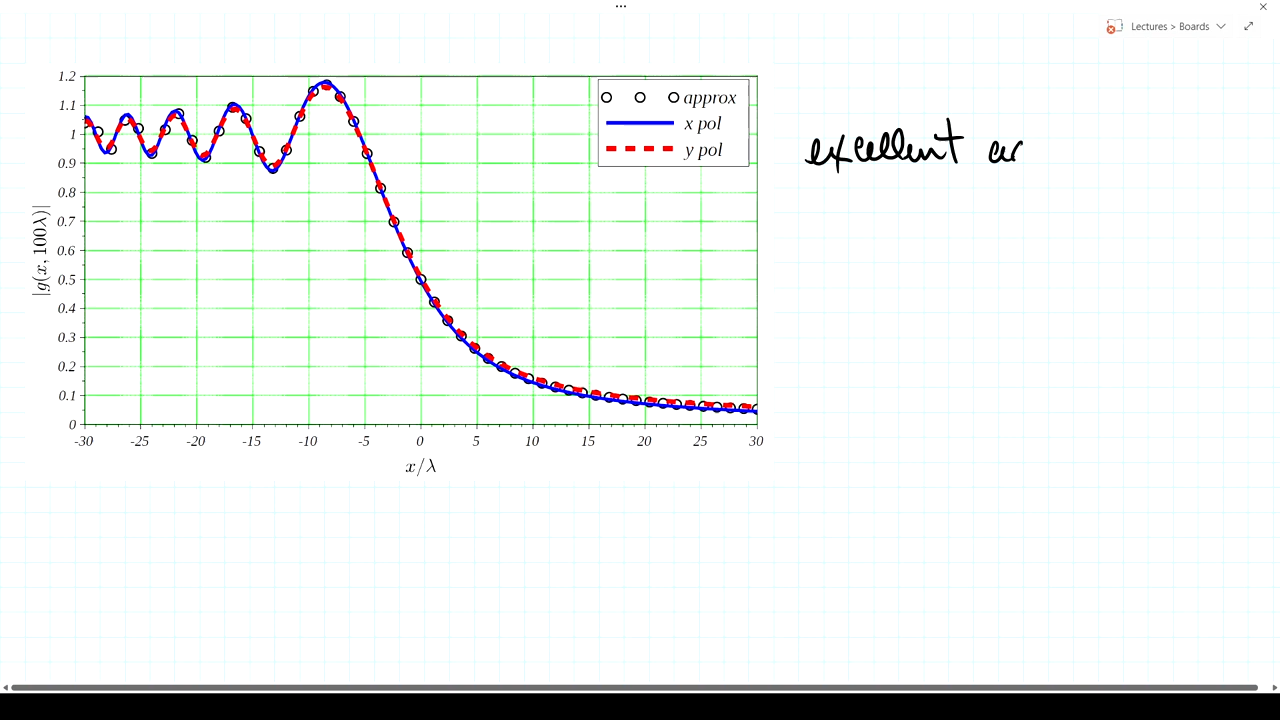 Lectures > Boards
1.2
1.1
1
0.9
0.8
0.7
0.6
0.5
0.4
0.3
0.2
0.1
0
|g(x, 100λ)|
approx
x pol
y pol
-30 -25 -20 -15 -10 -5 0 5 10 15 20 25 30
x/λ
excellent